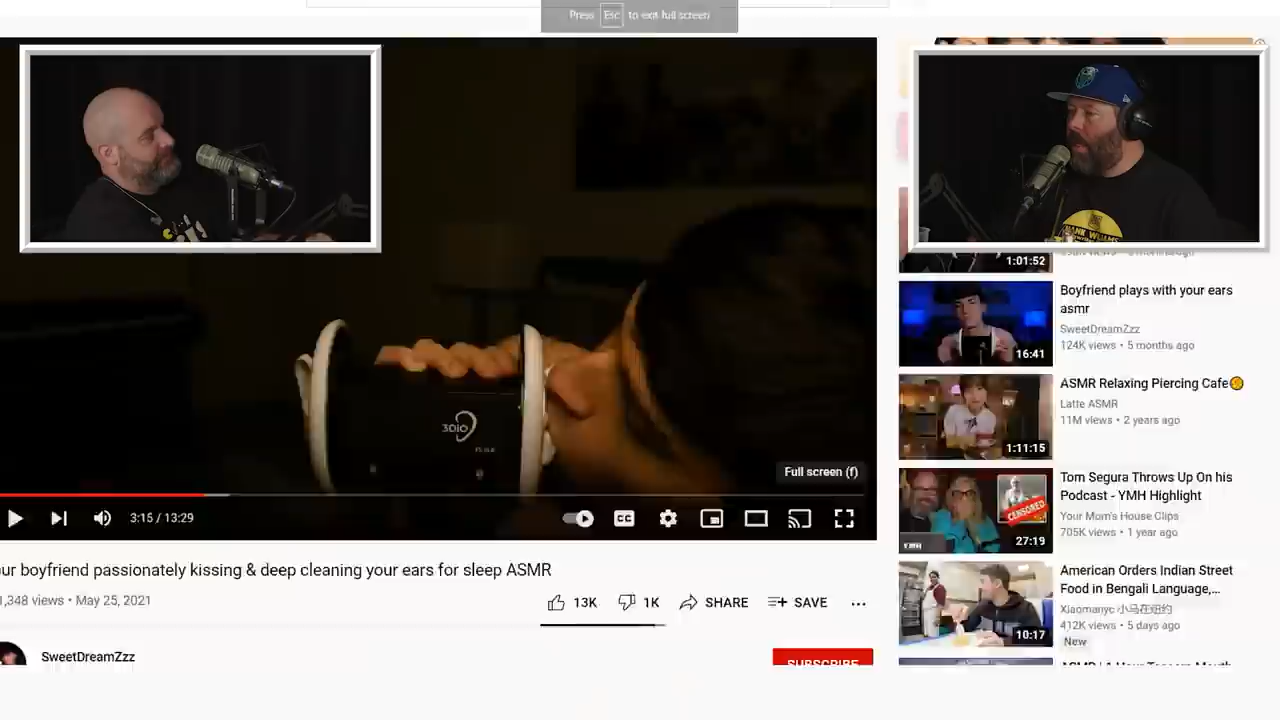 Press Esc to exit full screen
1:01:52
Boyfriend plays with your ears
asmr
SweetDreamZzz
124K views • 5 months ago
16:41
ASMR Relaxing Piercing Cafe
Latte ASMR
11M views • 2 years ago
1:11:15
Tom Segura Throws Up On his
Podcast - YMH Highlight
Your Mom's House Clips
705K views • 1 year ago
CENSORED
YMH
27:19
American Orders Indian Street
Food in Bengali Language,...
Xiaomanyc 小马在纽约
412K views • 5 days ago
New
10:17
3Dio
Full screen (f)
3:15 / 13:29
CC
ur boyfriend passionately kissing & deep cleaning your ears for sleep ASMR
1,348 views • May 25, 2021
13K
1K
SHARE
SAVE
SweetDreamZzz
SUBSCRIBE